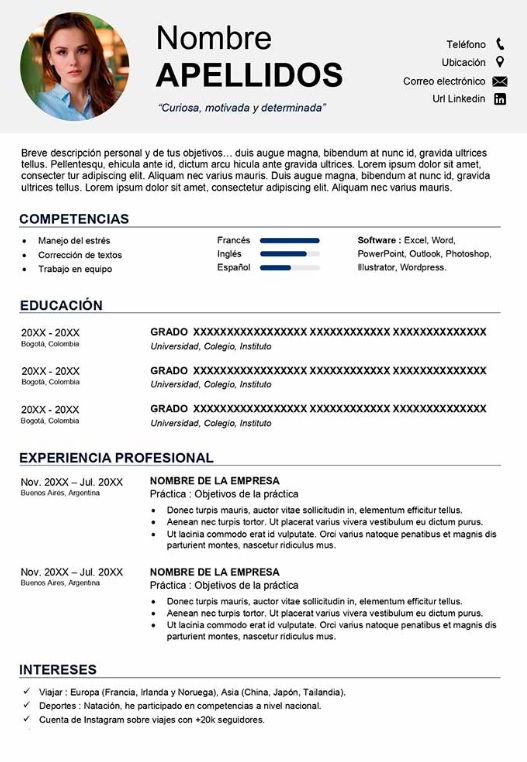 Nombre
APELLIDOS
"Curiosa, motivada y determinada"
Teléfono
Ubicación
Correo electrónico
Url Linkedin
Breve descripción personal y de tus objetivos… duis augue magna, bibendum at nunc id, gravida ultrices
tellus. Pellentesqu, ehicula ante id, dictum arcu hicula ante gravida ultrices. Lorem ipsum dolor sit amet,
consecter tur adipiscing elit. Aliquam nec varius mauris. Duis augue magna, bibendum at nunc id, gravida
ultrices tellus. Lorem ipsum dolor sit amet, consectetur adipiscing elit. Aliquam nec varius mauris.
COMPETENCIAS
• Manejo del estrés
• Corrección de textos
• Trabajo en equipo
Francés
Inglés
Español
Software : Excel, Word,
PowerPoint, Outlook, Photoshop,
Illustrator, Wordpress.
EDUCACIÓN
20XX - 20XX
Bogotá, Colombia
GRADO XXXXXXXXXXXXXXXXX XXXXXXXXXXXX XXXXXXXXXXXXXX
Universidad, Colegio, Instituto
20XX - 20XX
Bogotá, Colombia
GRADO XXXXXXXXXXXXXXXXX XXXXXXXXXXXX XXXXXXXXXXXXXX
Universidad, Colegio, Instituto
20XX - 20XX
Bogotá, Colombia
GRADO XXXXXXXXXXXXXXXXX XXXXXXXXXXXX XXXXXXXXXXXXXX
Universidad, Colegio, Instituto
EXPERIENCIA PROFESIONAL
Nov. 20XX – Jul. 20XX
Buenos Aires, Argentina
NOMBRE DE LA EMPRESA
Práctica : Objetivos de la práctica
• Donec turpis mauris, auctor vitae sollicitudin in, elementum efficitur tellus.
• Aenean nec turpis tortor. Ut placerat varius vivera vestibulum eu dictum purus.
• Ut lacinia commodo erat id vulputate. Orci varius natoque penatibus et magnis dis
parturient montes, nascetur ridiculus mus.
Nov. 20XX – Jul. 20XX
Buenos Aires, Argentina
NOMBRE DE LA EMPRESA
Práctica : Objetivos de la práctica
• Donec turpis mauris, auctor vitae sollicitudin in, elementum efficitur tellus.
• Aenean nec turpis tortor. Ut placerat varius vivera vestibulum eu dictum purus.
• Ut lacinia commodo erat id vulputate. Orci varius natoque penatibus et magnis dis
parturient montes, nascetur ridiculus mus.
INTERESES
✓ Viajar : Europa (Francia, Irlanda y Noruega), Asia (China, Japón, Tailandia).
✓ Deportes : Natación, he participado en competencias a nivel nacional.
✓ Cuenta de Instagram sobre viajes con +20k seguidores.